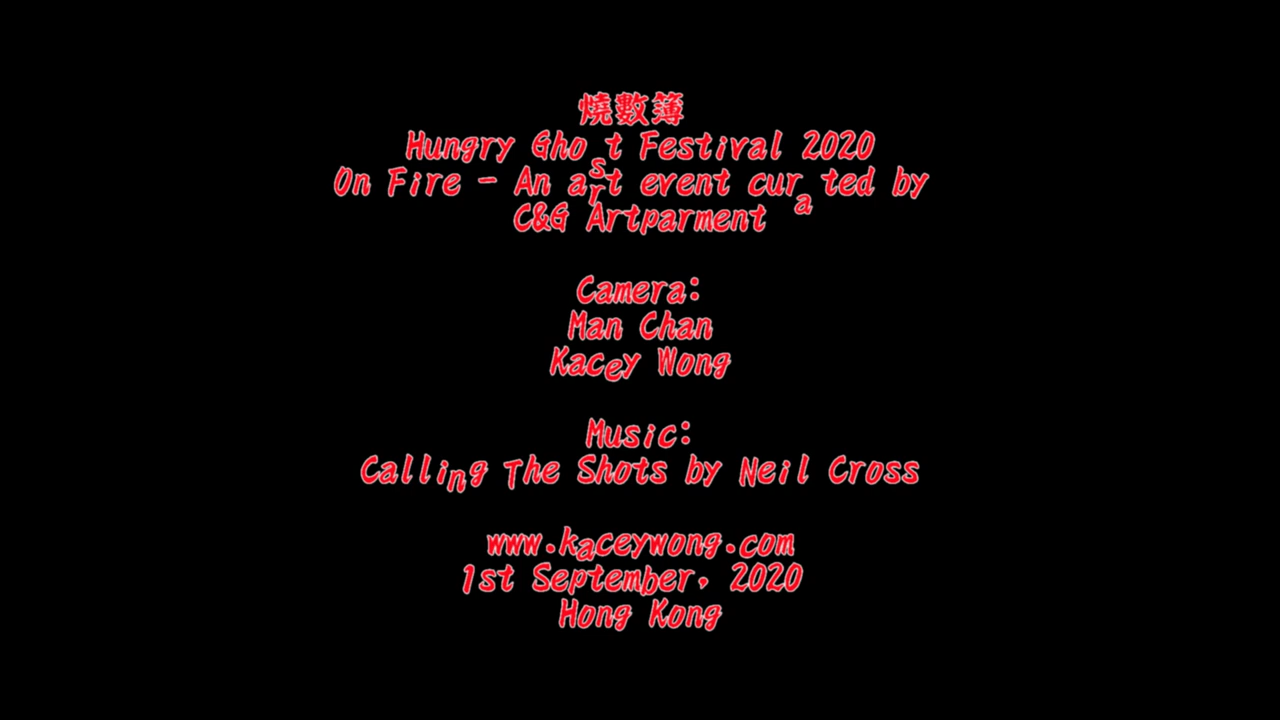 燒數簿
Hungry Ghost Festival 2020
On Fire - An art event curated by
C&G Artparment
Camera:
Man Chan
Kacey Wong
Music:
Calling The Shots by Neil Cross
www.kaceywong.com
1st September, 2020
Hong Kong